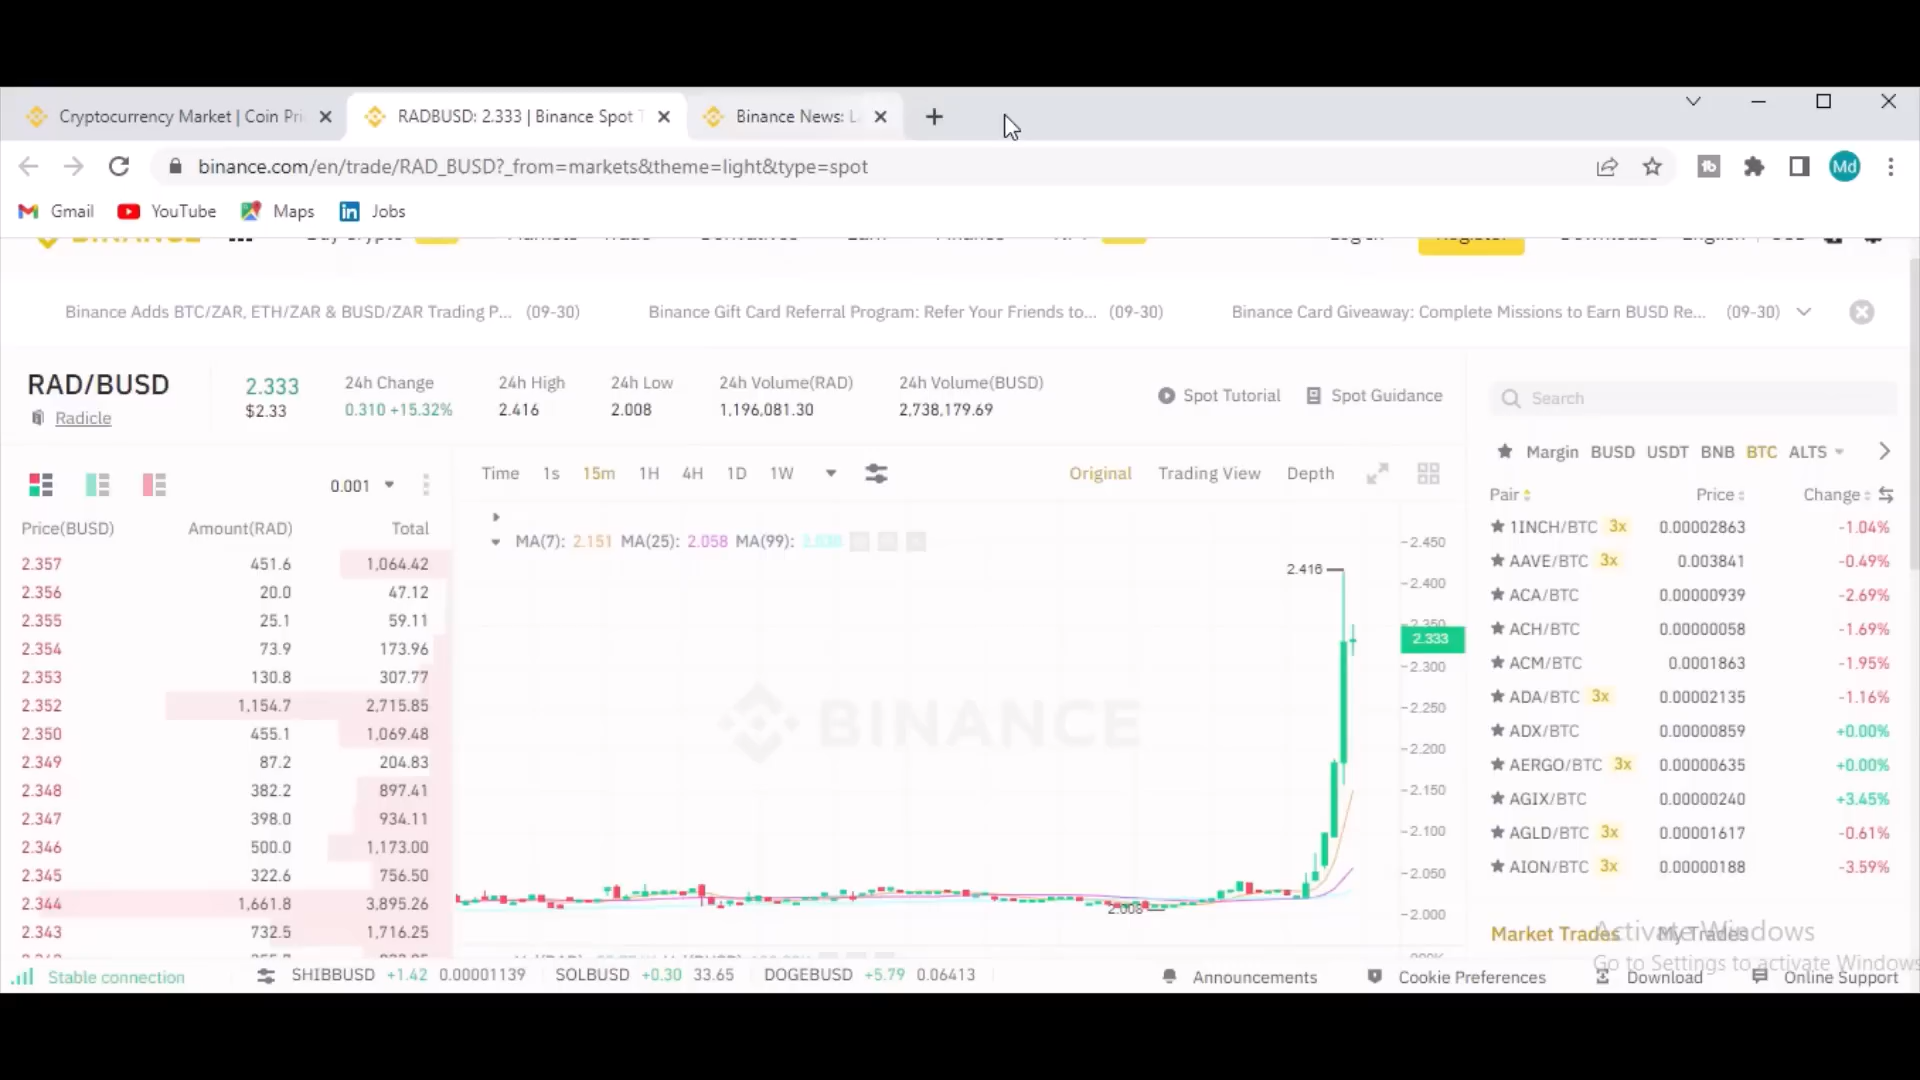 Cryptocurrency Market | Coin Pri
RADBUSD: 2.333 | Binance Spot T
Binance News: L
binance.com/en/trade/RAD_BUSD?_from=markets&theme=light&type=spot
Md
Gmail YouTube Maps Jobs
Binance Adds BTC/ZAR, ETH/ZAR & BUSD/ZAR Trading P... (09-30)
Binance Gift Card Referral Program: Refer Your Friends to... (09-30)
Binance Card Giveaway: Complete Missions to Earn BUSD Re... (09-30)
RAD/BUSD
Radicle
2.333
$2.33
24h Change
0.310 +15.32%
24h High
2.416
24h Low
2.008
24h Volume(RAD)
1,196,081.30
24h Volume(BUSD)
2,738,179.69
Spot Tutorial Spot Guidance
0.001
Price(BUSD) Amount(RAD) Total
2.357 451.6 1,064.42
2.356 20.0 47.12
2.355 25.1 59.11
2.354 73.9 173.96
2.353 130.8 307.77
2.352 1,154.7 2,715.85
2.350 455.1 1,069.48
2.349 87.2 204.83
2.348 382.2 897.41
2.347 398.0 934.11
2.346 500.0 1,173.00
2.345 322.6 756.50
2.344 1,661.8 3,895.26
2.343 732.5 1,716.25
Time 1s 15m 1H 4H 1D 1W
Original Trading View Depth
MA(7): 2.151 MA(25): 2.058 MA(99):
2.416
2.008
BINANCE
2.450
2.400
2.350
2.333
2.300
2.250
2.200
2.150
2.100
2.050
2.000
Search
Margin BUSD USDT BNB BTC ALTS
Pair Price Change
1INCH/BTC 3x 0.00002863 -1.04%
AAVE/BTC 3x 0.003841 -0.49%
ACA/BTC 0.00000939 -2.69%
ACH/BTC 0.00000058 -1.69%
ACM/BTC 0.0001863 -1.95%
ADA/BTC 3x 0.00002135 -1.16%
ADX/BTC 0.00000859 +0.00%
AERGO/BTC 3x 0.00000635 +0.00%
AGIX/BTC 0.00000240 +3.45%
AGLD/BTC 3x 0.00001617 -0.61%
AION/BTC 3x 0.00000188 -3.59%
Market Trades My Trades
Activate Windows
Go to Settings to activate Windows
Stable connection
SHIBBUSD +1.42 0.00001139 SOLBUSD +0.30 33.65 DOGEBUSD +5.79 0.06413
Announcements Cookie Preferences Download Online Support